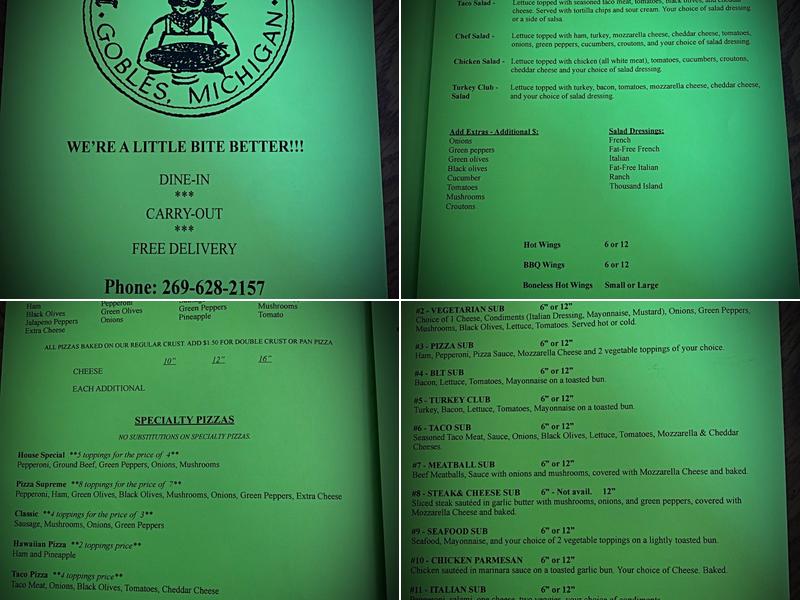 GOBLES, MICHIGAN
WE'RE A LITTLE BITE BETTER!!!
DINE-IN
***
CARRY-OUT
***
FREE DELIVERY
Phone: 269-628-2157
Taco Salad - Lettuce topped with seasoned taco meat, tomatoes, black olives, and cheddar
cheese. Served with tortilla chips and sour cream. Your choice of salad dressing
or a side of salsa.
Chef Salad - Lettuce topped with ham, turkey, mozzarella cheese, cheddar cheese, tomatoes,
onions, green peppers, cucumbers, croutons, and your choice of salad dressing.
Chicken Salad - Lettuce topped with chicken (all white meat), tomatoes, cucumbers, croutons,
cheddar cheese and your choice of salad dressing.
Turkey Club - Lettuce topped with turkey, bacon, tomatoes, mozzarella cheese, cheddar cheese,
Salad and your choice of salad dressing.
Add Extras - Additional $:
Onions
Green peppers
Green olives
Black olives
Cucumber
Tomatoes
Mushrooms
Croutons
Salad Dressings:
French
Fat-Free French
Italian
Fat-Free Italian
Ranch
Thousand Island
Hot Wings 6 or 12
BBQ Wings 6 or 12
Boneless Hot Wings Small or Large
Ham Pepperoni Mushrooms
Black Olives Green Olives Green Peppers Tomato
Jalapeno Peppers Onions Pineapple
Extra Cheese
ALL PIZZAS BAKED ON OUR REGULAR CRUST. ADD $1.50 FOR DOUBLE CRUST OR PAN PIZZA
10" 12" 16"
CHEESE
EACH ADDITIONAL
SPECIALTY PIZZAS
NO SUBSTITUTIONS ON SPECIALTY PIZZAS.
House Special **5 toppings for the price of 4**
Pepperoni, Ground Beef, Green Peppers, Onions, Mushrooms
Pizza Supreme **8 toppings for the price of 7**
Pepperoni, Ham, Green Olives, Black Olives, Mushrooms, Onions, Green Peppers, Extra Cheese
Classic **4 toppings for the price of 3**
Sausage, Mushrooms, Onions, Green Peppers
Hawaiian Pizza **2 toppings price**
Ham and Pineapple
Taco Pizza **4 topping price**
Taco Meat, Onions, Black Olives, Tomatoes, Cheddar Cheese
#2 - VEGETARIAN SUB 6" or 12"
Choice of 1 Cheese, Condiments (Italian Dressing, Mayonnaise, Mustard), Onions, Green Peppers,
Mushrooms, Black Olives, Lettuce, Tomatoes. Served hot or cold.
#3 - PIZZA SUB 6" or 12"
Ham, Pepperoni, Pizza Sauce, Mozzarella Cheese and 2 vegetable toppings of your choice.
#4 - BLT SUB 6" or 12"
Bacon, Lettuce, Tomatoes, Mayonnaise on a toasted bun.
#5 - TURKEY CLUB 6" or 12"
Turkey, Bacon, Lettuce, Tomatoes, Mayonnaise on a toasted bun.
#6 - TACO SUB 6" or 12"
Seasoned Taco Meat, Sauce, Onions, Black Olives, Lettuce, Tomatoes, Mozzarella & Cheddar
Cheeses.
#7 - MEATBALL SUB 6" or 12"
Beef Meatballs, Sauce with onions and mushrooms, covered with Mozzarella Cheese and baked.
#8 - STEAK& CHEESE SUB 6" - Not avail. 12"
Sliced steak sautéed in garlic butter with mushrooms, onions, and green peppers, covered with
Mozzarella Cheese and baked.
#9 - SEAFOOD SUB 6" or 12"
Seafood, Mayonnaise, and your choice of 2 vegetable toppings on a lightly toasted bun.
#10 - CHICKEN PARMESAN 6" or 12"
Chicken sautéed in marinara sauce on a toasted garlic bun. Your choice of Cheese. Baked.
#11 - ITALIAN SUB 6" or 12"